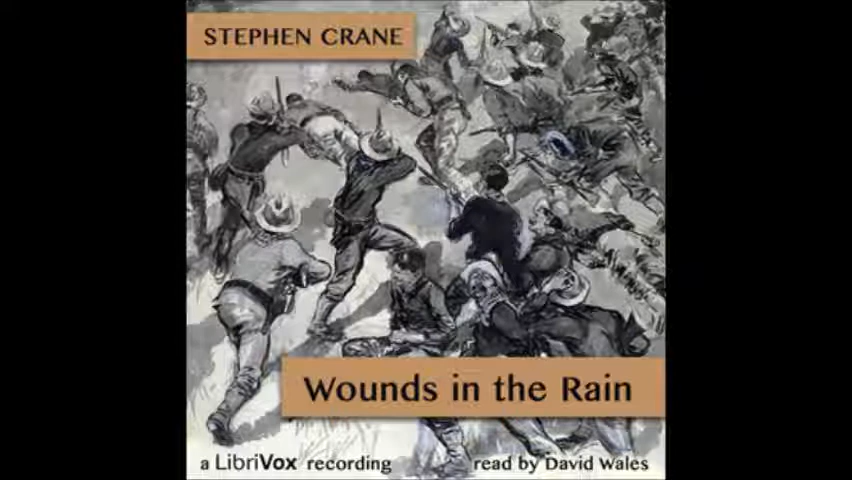 STEPHEN CRANE
Wounds in the Rain
a LibriVox recording
read by David Wales